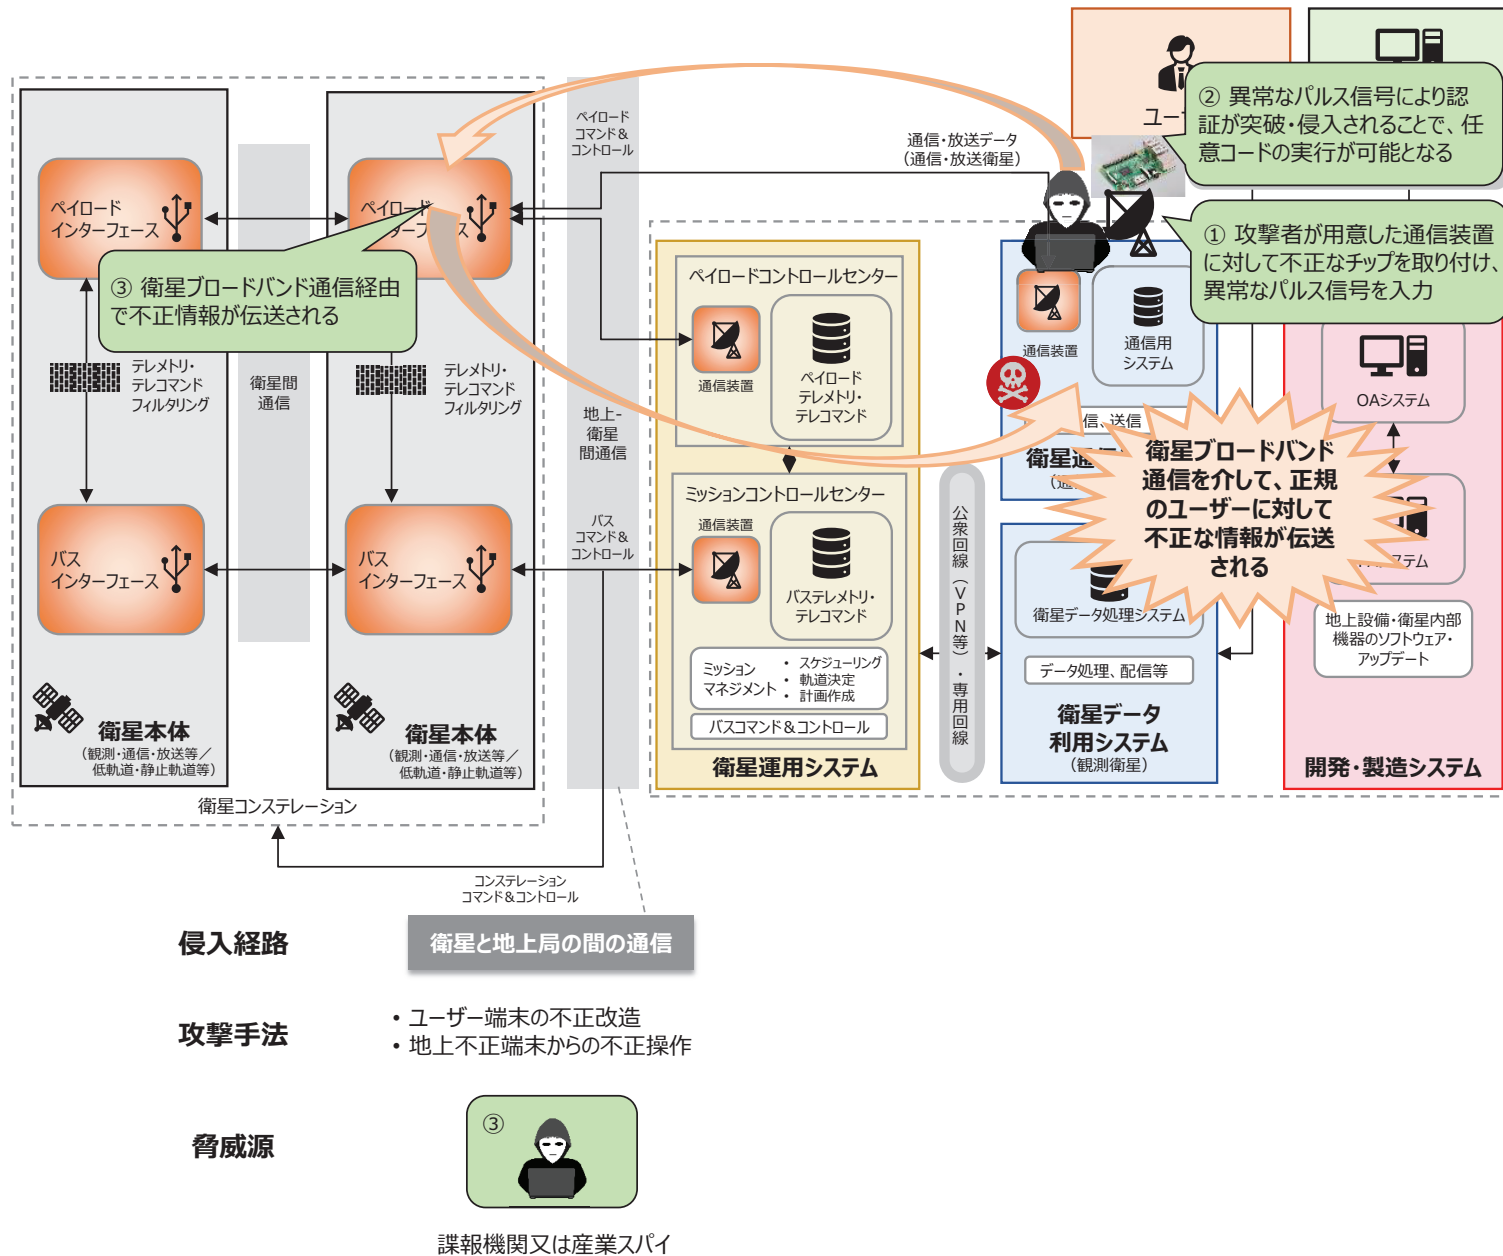 ユー
② 異常なパルス信号により認
証が突破・侵入されることで、任
意コードの実行が可能となる
ペイロード
コマンド＆
コントロール
通信・放送データ
（通信・放送衛星）
ペイロード
インターフェース
ペイロード
ターフェース
① 攻撃者が用意した通信装置
に対して不正なチップを取り付け、
異常なパルス信号を入力
③ 衛星ブロードバンド通信経由
で不正情報が伝送される
ペイロードコントロールセンター
通信装置
ペイロード
テレメトリ・
テレコマンド
通信装置
通信用
システム
OAシステム
テレメトリ・
テレコマンド
フィルタリング
衛星間
通信
テレメトリ・
テレコマンド
フィルタリング
地上-
衛星
間通信
信、送信
衛星通
衛星ブロードバンド
通信を介して、正規
のユーザーに対して
不正な情報が伝送
される
ミッションコントロールセンター
通信装置
バステレメトリ・
テレコマンド
バス
コマンド＆
コントロール
バス
インターフェース
バス
インターフェース
公衆回線（VPN等）・専用回線
ステム
衛星データ処理システム
地上設備・衛星内部
機器のソフトウェア・
アップデート
ミッション
マネジメント
• スケジューリング
• 軌道決定
• 計画作成
データ処理、配信等
バスコマンド＆コントロール
衛星本体
（観測・通信・放送等／
低軌道・静止軌道等）
衛星本体
（観測・通信・放送等／
低軌道・静止軌道等）
衛星運用システム
衛星データ
利用システム
（観測衛星）
開発・製造システム
衛星コンステレーション
コンステレーション
コマンド＆コントロール
侵入経路
衛星と地上局の間の通信
攻撃手法
• ユーザー端末の不正改造
• 地上不正端末からの不正操作
脅威源
③
諜報機関又は産業スパイ